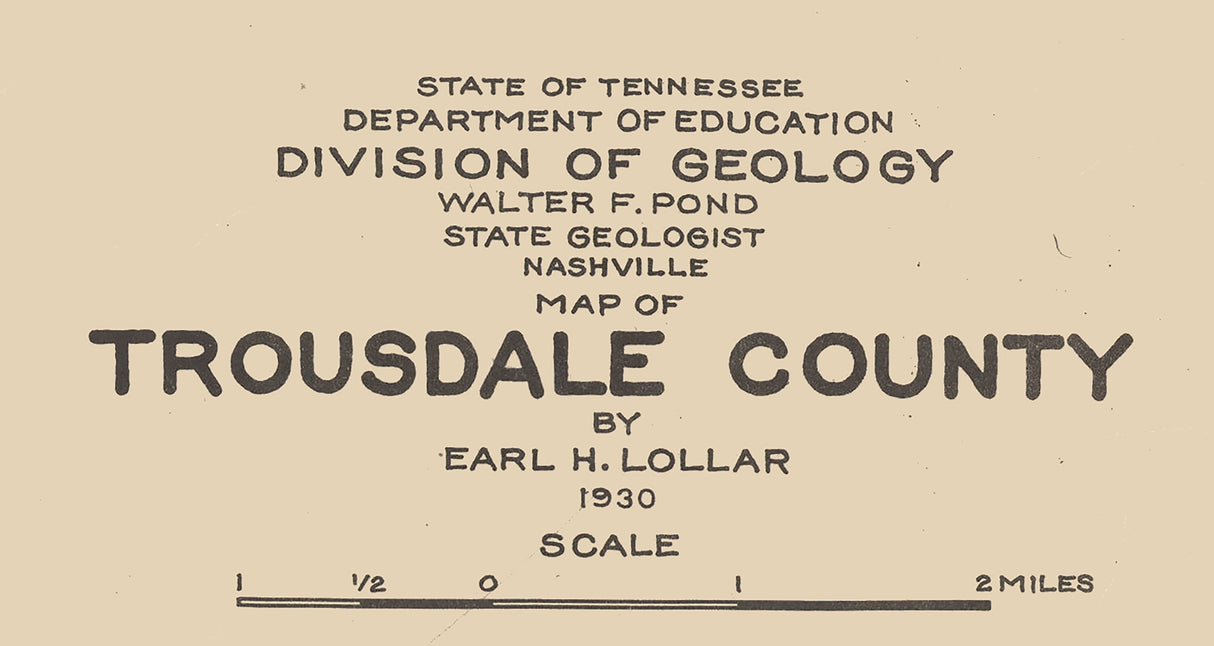 STATE OF TENNESSEE
DEPARTMENT OF EDUCATION
DIVISION OF GEOLOGY
WALTER F. POND
STATE GEOLOGIST
NASHVILLE
MAP OF
TROUSDALE COUNTY
BY
EARL H. LOLLAR
1930
SCALE
1 1/2 0 1 2 MILES